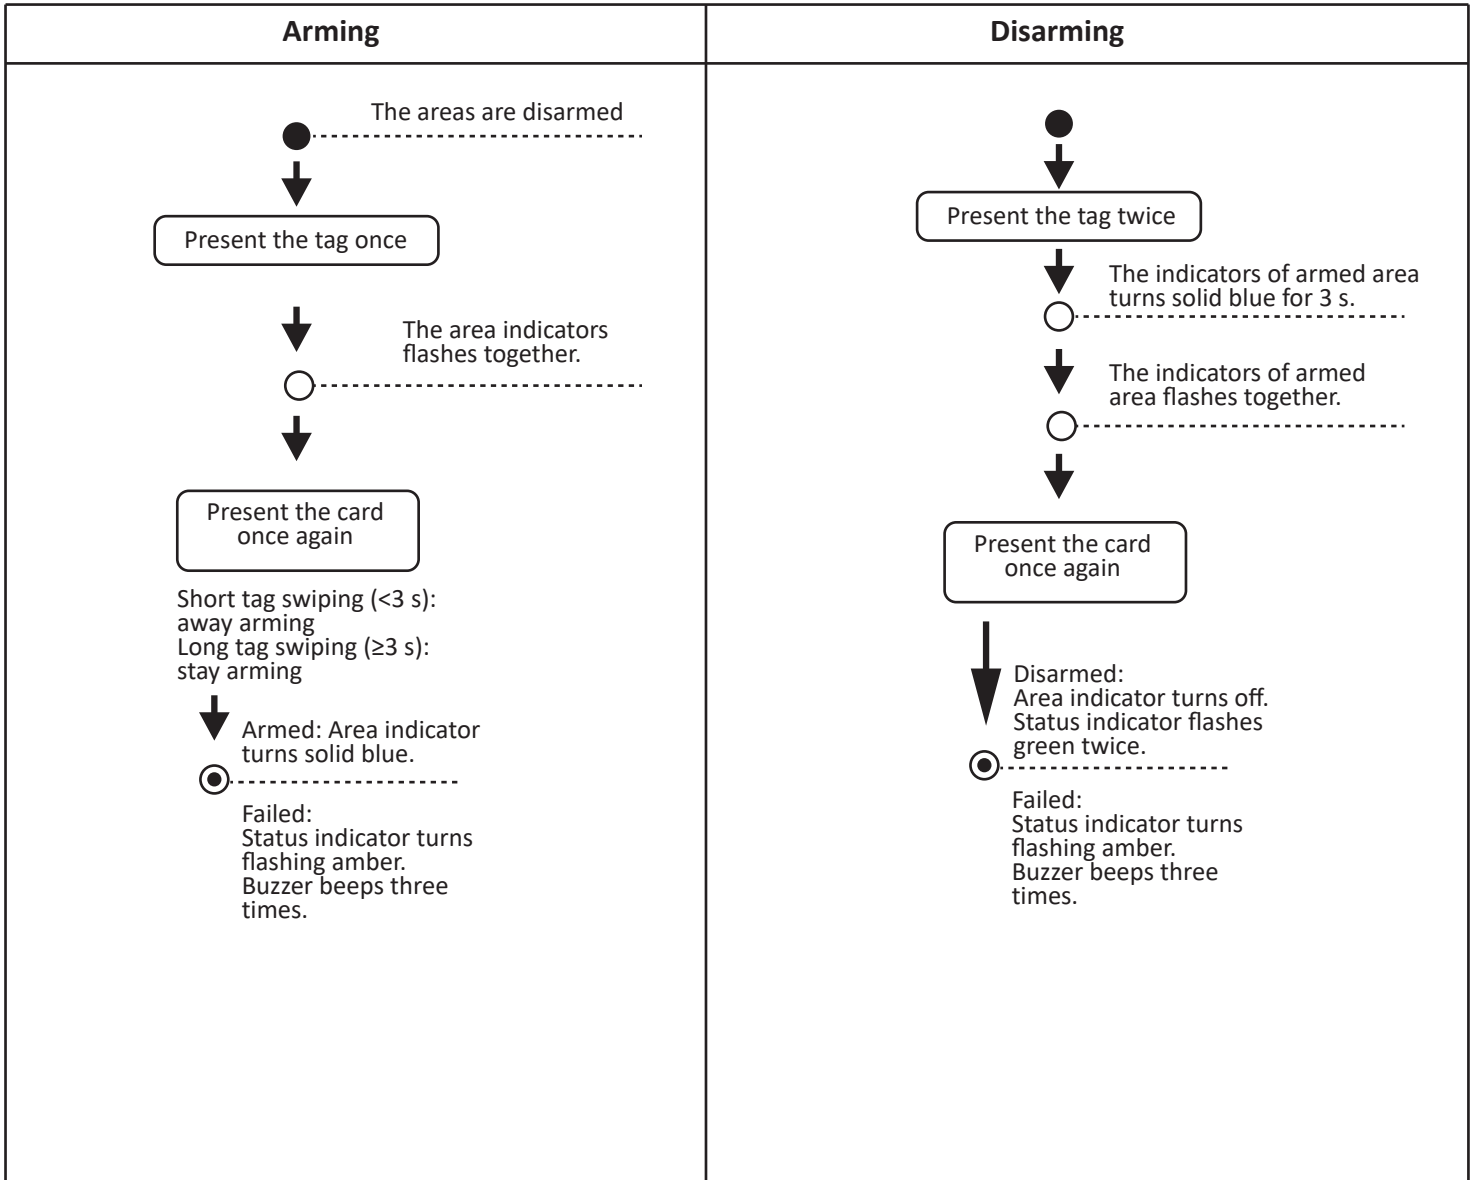 Arming
The areas are disarmed
Present the tag once
The area indicators
flashes together.
Present the card
once again
Short tag swiping (<3 s):
away arming
Long tag swiping (≥3 s):
stay arming
Armed: Area indicator
turns solid blue.
Failed:
Status indicator turns
flashing amber.
Buzzer beeps three
times.
Disarming
Present the tag twice
The indicators of armed area
turns solid blue for 3 s.
The indicators of armed
area flashes together.
Present the card
once again
Disarmed:
Area indicator turns off.
Status indicator flashes
green twice.
Failed:
Status indicator turns
flashing amber.
Buzzer beeps three
times.